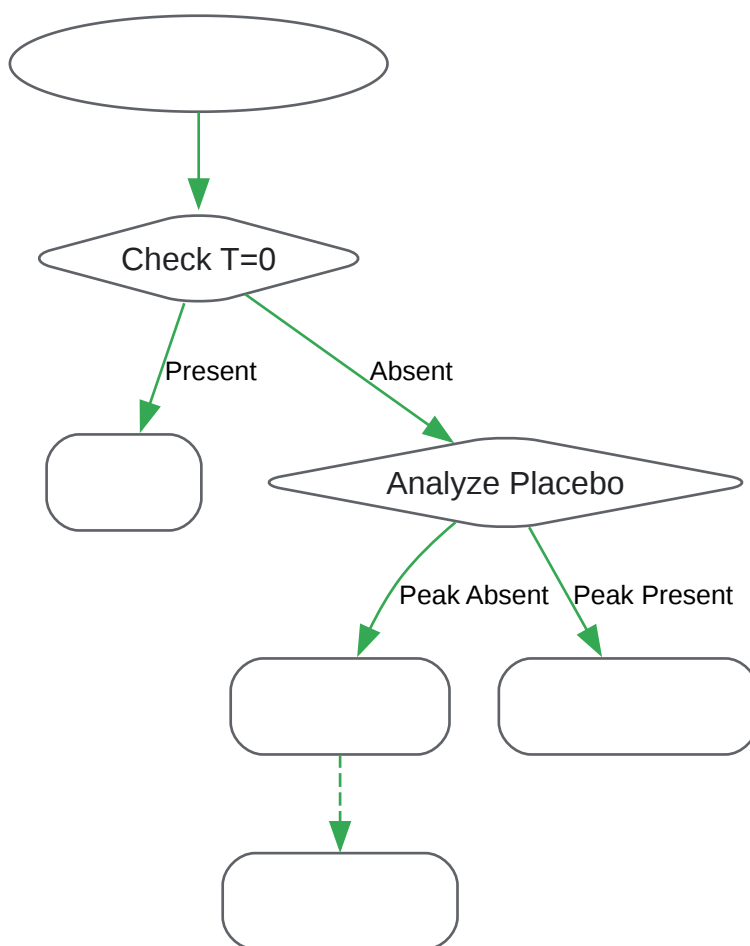 Check T=0
Present
Absent
Analyze Placebo
Peak Absent
Peak Present